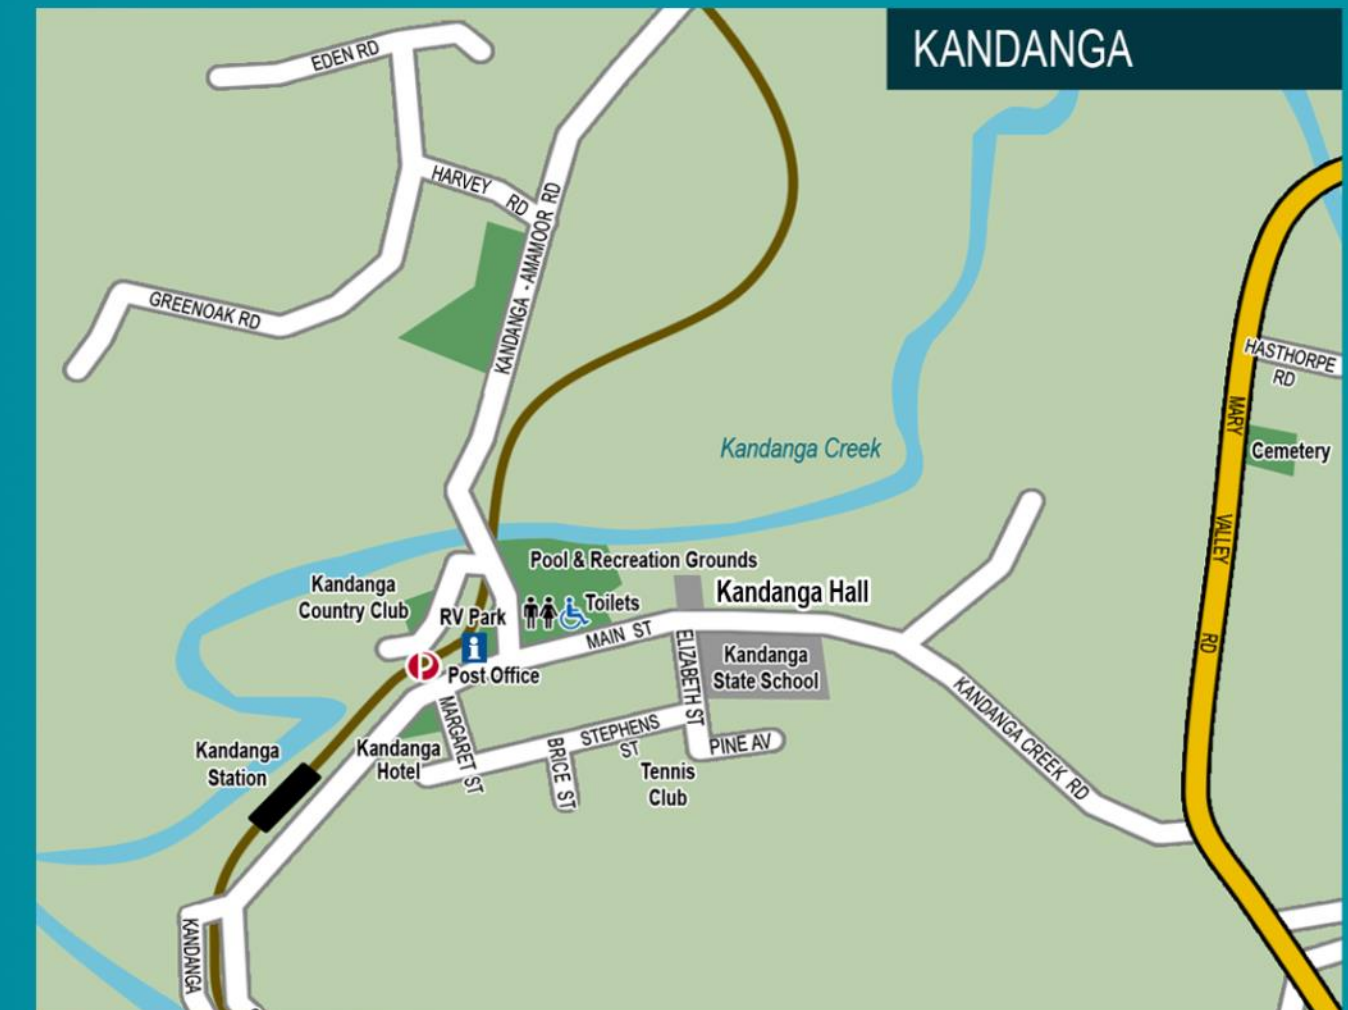 KANDANGA
EDEN RD
HARVEY RD
KANDANGA - AMAMOOR RD
GREENOAK RD
HASTHORPE
RD
MARY VALLEY RD
Cemetery
Kandanga Creek
Pool & Recreation Grounds
Kandanga
Country Club
RV Park
i
Toilets
Kandanga Hall
MAIN ST
ELIZABETH ST
Kandanga
State School
P
Post Office
MARGARET ST
STEPHENS
ST
BRICE ST
PINE AV
Tennis
Club
KANDANGA CREEK RD
Kandanga
Hotel
Kandanga
Station
KANDANGA